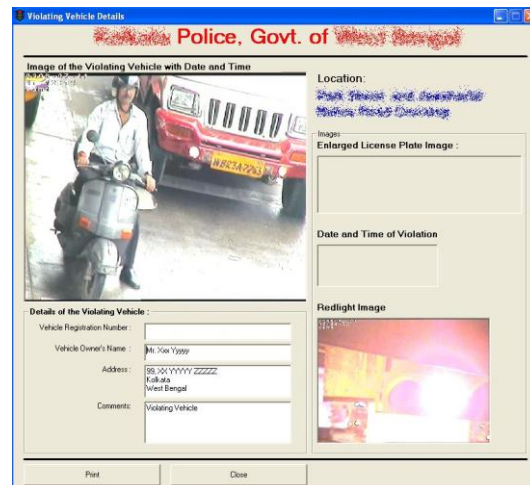 Violating Vehicle Details
Police, Govt. of
Image of the Violating Vehicle with Date and Time
Location:
Images
Enlarged License Plate Image :
Date and Time of Violation
Redlight Image
Details of the Violating Vehicle :
Vehicle Registration Number :
Vehicle Owner's Name :
Mr. Xxx Yyyyy
Address :
99, XX YYYYY ZZZZZ
Kolkata
West Bengal
Comments:
Violating Vehicle
Print
Close